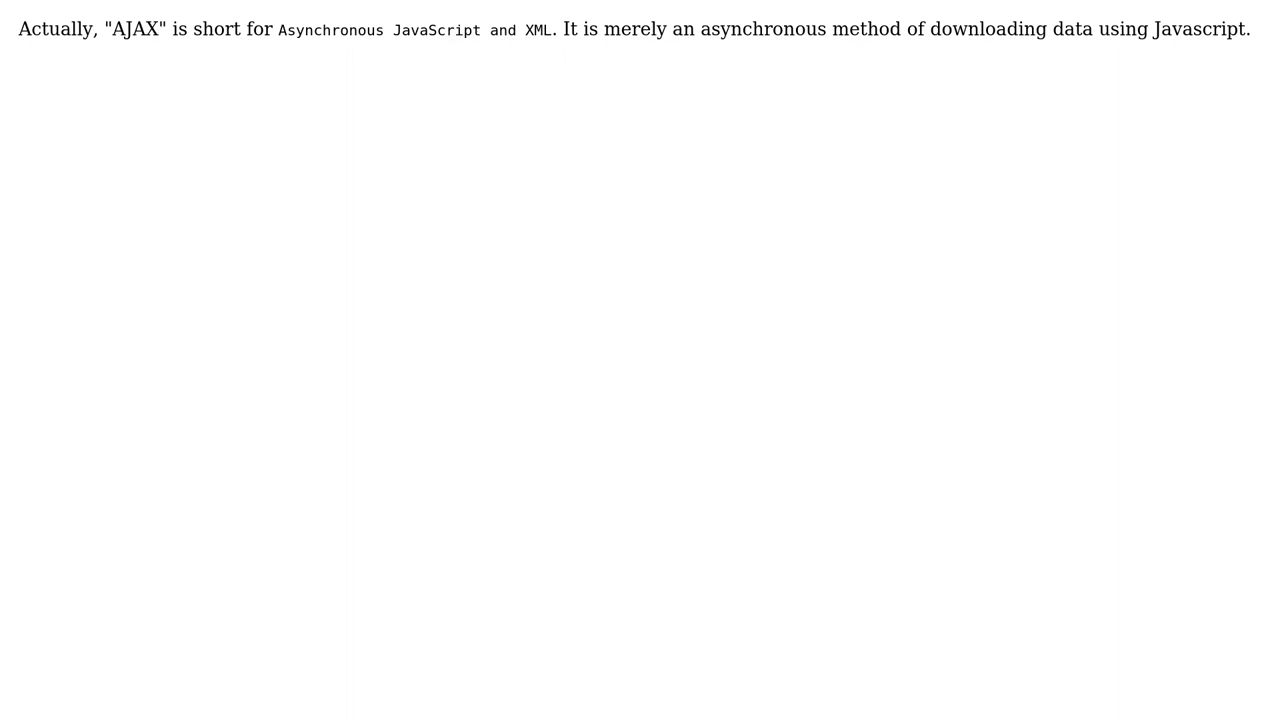 Actually, "AJAX" is short for Asynchronous JavaScript and XML. It is merely an asynchronous method of downloading data using Javascript.